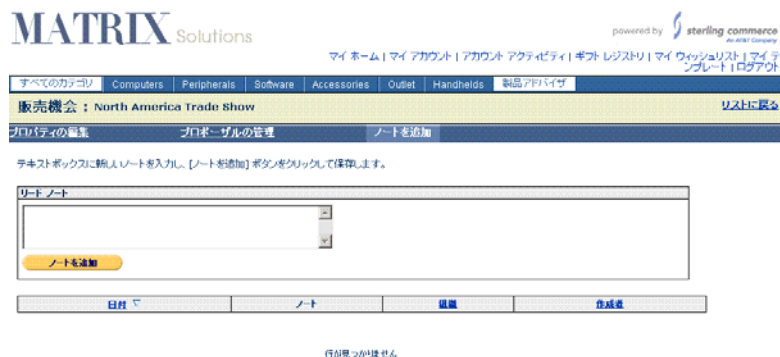 MATRIX Solutions
powered by sterling commerce
An AT&T Company
マイ ホーム | マイ アカウント | アカウント アクティビティ | ギフト レジストリ | マイ ウィッシュリスト | マイ テ
ンプレート | ログアウト
すべてのカテゴリ Computers Peripherals Software Accessories Outlet Handhelds 製品アドバイザ
販売機会 : North America Trade Show リストに戻る
プロパティの編集 プロポーザルの管理 ノートを追加
テキストボックスに新しいノートを入力し、[ノートを追加] ボタンをクリックして保存します。
リード ノート
ノートを追加
日付 ノート 組織 作成者
行が見つかりません